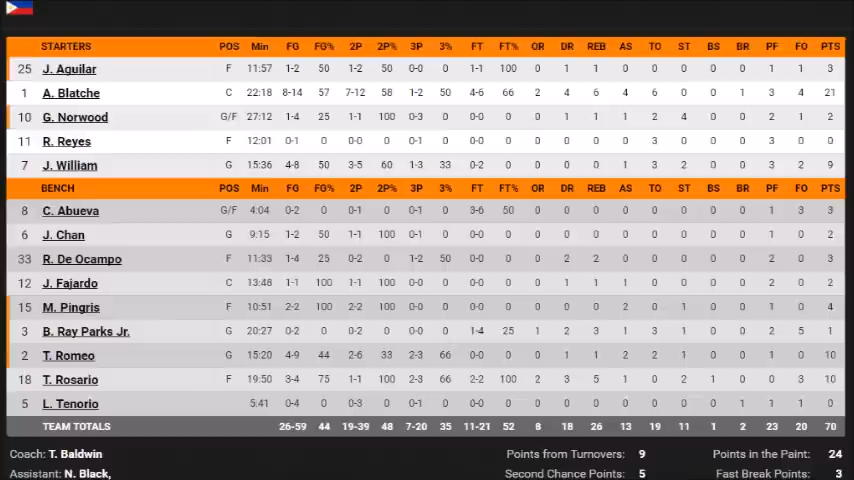 STARTERS POS Min FG FG% 2P 2P% 3P 3% FT FT% OR DR REB AS TO ST BS BR PF FO PTS
25 J. Aguilar F 11:57 1-2 50 1-2 50 0-0 0 1-1 100 0 1 1 0 0 0 0 0 1 1 3
1 A. Blatche C 22:18 8-14 57 7-12 58 1-2 50 4-6 66 2 4 6 4 6 0 0 1 3 4 21
10 G. Norwood G/F 27:12 1-4 25 1-1 100 0-3 0 0-0 0 0 1 1 1 2 4 0 0 2 1 2
11 R. Reyes F 12:01 0-1 0 0-0 0 0-1 0 0-0 0 0 0 0 0 3 0 0 0 3 0 0
7 J. William G 15:36 4-8 50 3-5 60 1-3 33 0-2 0 0 0 0 1 3 2 0 0 3 2 9
BENCH POS Min FG FG% 2P 2P% 3P 3% FT FT% OR DR REB AS TO ST BS BR PF FO PTS
8 C. Abueva G/F 4:04 0-2 0 0-1 0 0-1 0 3-6 50 0 0 0 0 0 0 0 0 1 3 3
6 J. Chan G 9:15 1-2 50 1-1 100 0-1 0 0-0 0 0 0 0 0 0 0 0 0 1 0 2
33 R. De Ocampo F 11:33 1-4 25 0-2 0 1-2 50 0-0 0 0 2 2 0 0 0 0 0 2 0 3
12 J. Fajardo C 13:48 1-1 100 1-1 100 0-0 0 0-0 0 0 1 1 1 0 0 0 0 2 0 2
15 M. Pingris F 10:51 2-2 100 2-2 100 0-0 0 0-0 0 0 0 0 2 0 1 0 0 1 0 4
3 B. Ray Parks Jr. G 20:27 0-2 0 0-2 0 0-0 0 1-4 25 1 2 3 1 3 1 0 0 2 5 1
2 T. Romeo G 15:20 4-9 44 2-6 33 2-3 66 0-0 0 0 1 1 2 2 1 0 0 1 0 10
18 T. Rosario F 19:50 3-4 75 1-1 100 2-3 66 2-2 100 2 3 5 1 0 2 1 0 0 3 10
5 L. Tenorio 5:41 0-4 0 0-3 0 0-1 0 0-0 0 0 0 0 0 0 0 0 1 1 1 0
TEAM TOTALS 26-59 44 19-39 48 7-20 35 11-21 52 8 18 26 13 19 11 1 2 23 20 70
Coach: T. Baldwin Points from Turnovers: 9 Points in the Paint: 24
Assistant: N. Black, Second Chance Points: 5 Fast Break Points: 3